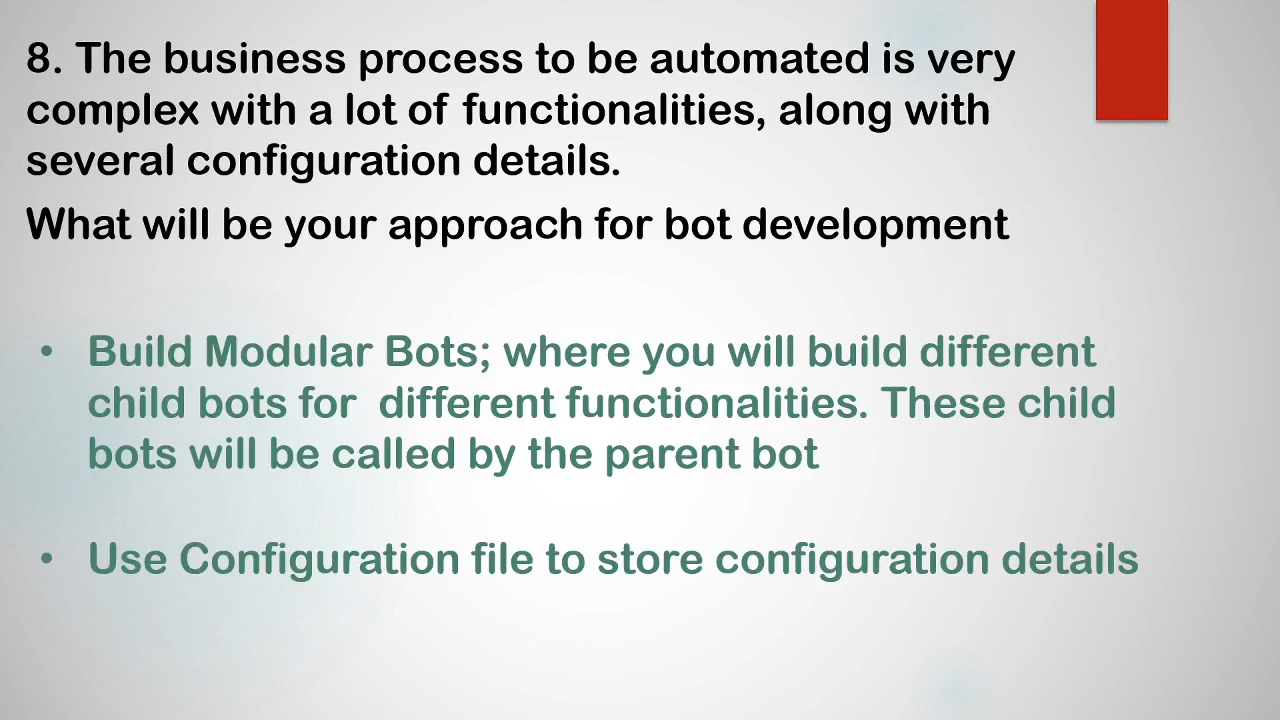 8. The business process to be automated is very
complex with a lot of functionalities, along with
several configuration details.
What will be your approach for bot development
• Build Modular Bots; where you will build different
child bots for  different functionalities. These child
bots will be called by the parent bot
• Use Configuration file to store configuration details